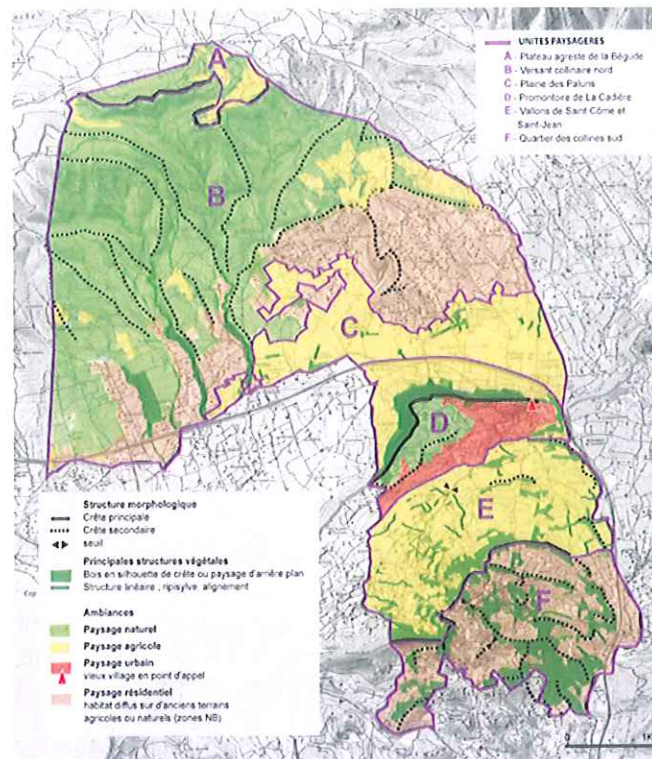 UNITES PAYSAGERES
A - Plateau agreste de la Bégude
B - Versant collinaire nord
C - Plaine des Paluns
D - Promontoire de La Cadière
E - Vallons de Saint-Côme et
Saint-Jean
F - Quartier des collines sud
A
B
C
D
E
F
Structure morphologique
Crête principale
Crête secondaire
seuil
Principales structures végétales
Bois en silhouette de crête ou paysage d'arrière plan
Structure linéaire : ripisylve, alignement
Ambiances
Paysage naturel
Paysage agricole
Paysage urbain
vieux village en point d'appel
Paysage résidentiel
habitat diffus sur d'anciens terrains
agricoles ou naturels (zones NB)
0